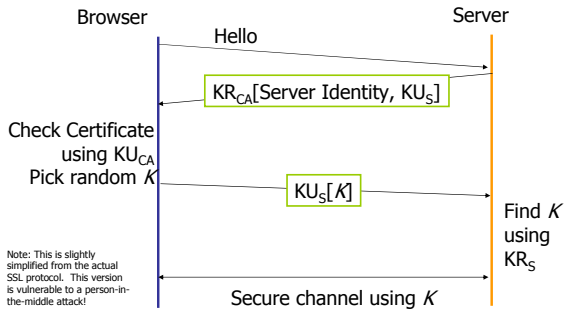 Browser
Server
Hello
KR_CA[Server Identity, KU_S]
Check Certificate
using KU_CA
Pick random K
KU_S[K]
Find K
using
KR_S
Note: This is slightly
simplified from the actual
SSL protocol. This version
is vulnerable to a person-in-
the-middle attack!
Secure channel using K